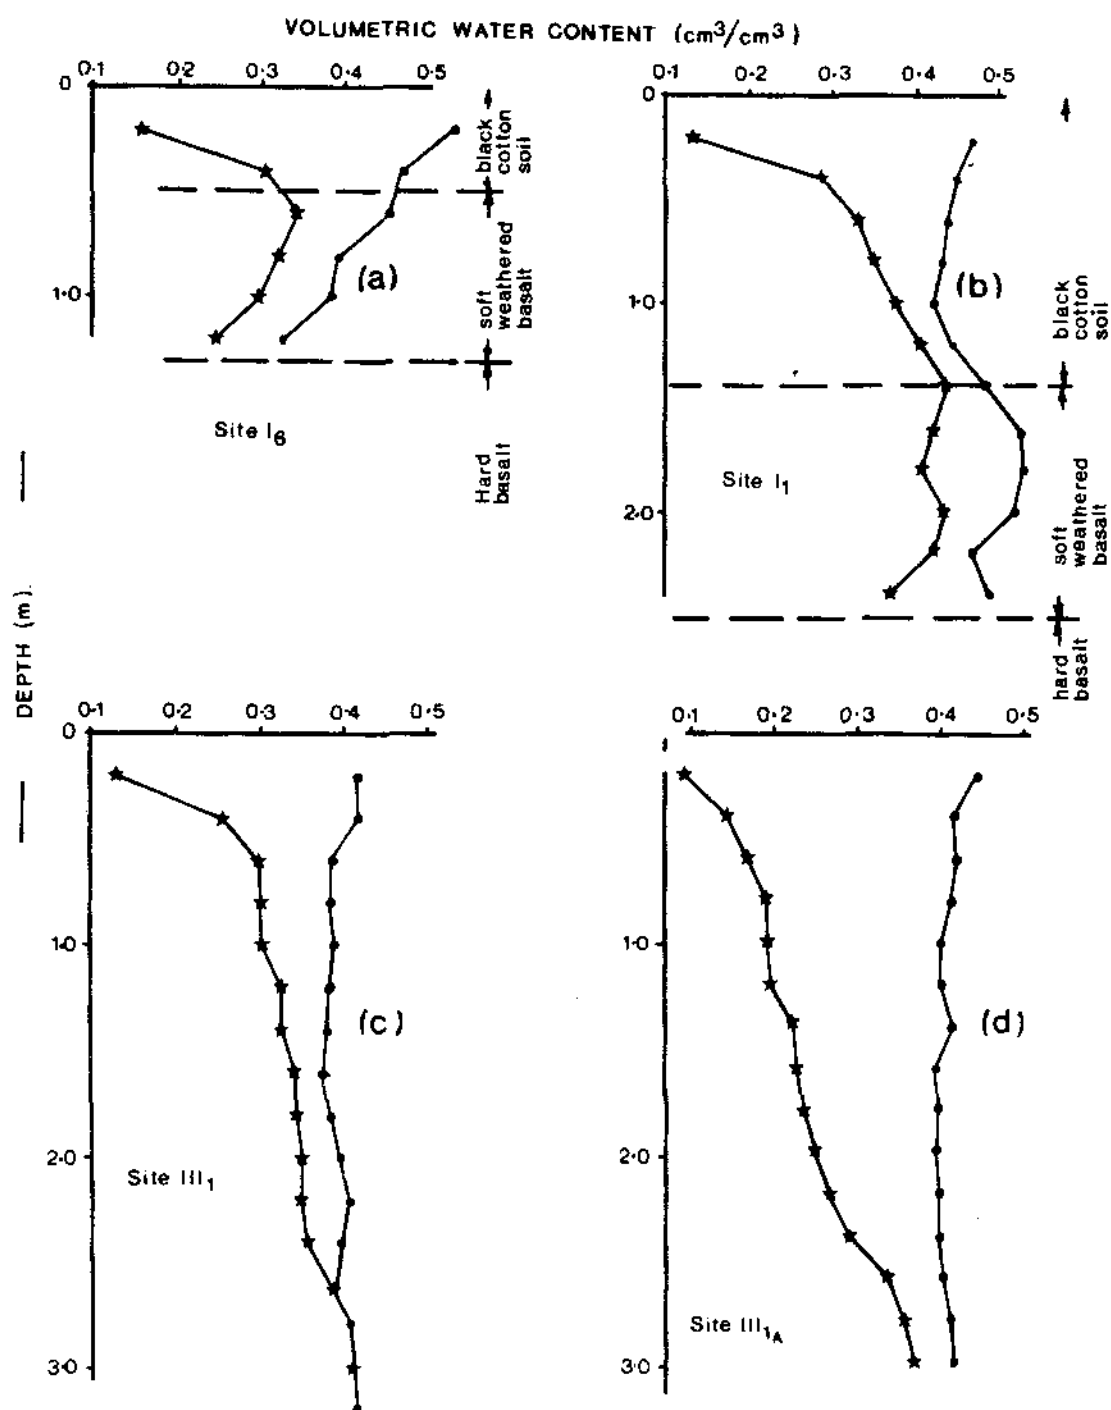 VOLUMETRIC WATER CONTENT (cm³/cm³)
0·1 0·2 0·3 0·4 0·5
0
1·0
black
cotton
soil
soft
weathered
basalt
Hard
basalt
(a)
Site I₆
0·1 0·2 0·3 0·4 0·5
0
1·0
2·0
black
cotton
soil
soft
weathered
basalt
hard
basalt
(b)
Site I₁
DEPTH (m).
0·1 0·2 0·3 0·4 0·5
0
1·0
2·0
3·0
(c)
Site III₁
0·1 0·2 0·3 0·4 0·5
1·0
2·0
3·0
(d)
Site III₁ₐ